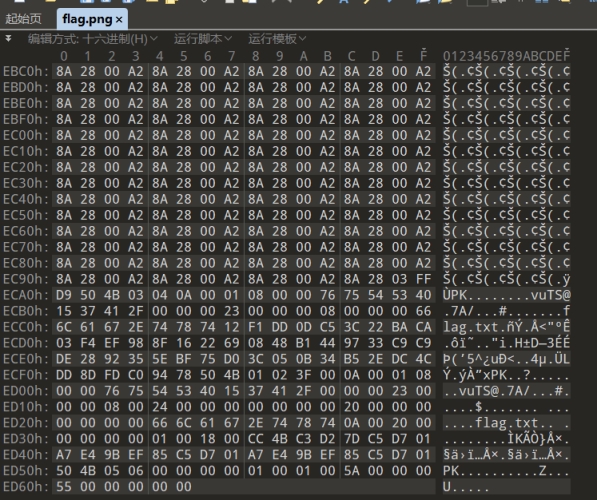 起始页 flag.png ×
编辑方式: 十六进制(H) 运行脚本 运行模板
0 1 2 3 4 5 6 7 8 9 A B C D E F 0123456789ABCDEF
EBC0h: 8A 28 00 A2 8A 28 00 A2 8A 28 00 A2 8A 28 00 A2 Š(.¢Š(.¢Š(.¢Š(.¢
EBD0h: 8A 28 00 A2 8A 28 00 A2 8A 28 00 A2 8A 28 00 A2 Š(.¢Š(.¢Š(.¢Š(.¢
EBE0h: 8A 28 00 A2 8A 28 00 A2 8A 28 00 A2 8A 28 00 A2 Š(.¢Š(.¢Š(.¢Š(.¢
EBF0h: 8A 28 00 A2 8A 28 00 A2 8A 28 00 A2 8A 28 00 A2 Š(.¢Š(.¢Š(.¢Š(.¢
EC00h: 8A 28 00 A2 8A 28 00 A2 8A 28 00 A2 8A 28 00 A2 Š(.¢Š(.¢Š(.¢Š(.¢
EC10h: 8A 28 00 A2 8A 28 00 A2 8A 28 00 A2 8A 28 00 A2 Š(.¢Š(.¢Š(.¢Š(.¢
EC20h: 8A 28 00 A2 8A 28 00 A2 8A 28 00 A2 8A 28 00 A2 Š(.¢Š(.¢Š(.¢Š(.¢
EC30h: 8A 28 00 A2 8A 28 00 A2 8A 28 00 A2 8A 28 00 A2 Š(.¢Š(.¢Š(.¢Š(.¢
EC40h: 8A 28 00 A2 8A 28 00 A2 8A 28 00 A2 8A 28 00 A2 Š(.¢Š(.¢Š(.¢Š(.¢
EC50h: 8A 28 00 A2 8A 28 00 A2 8A 28 00 A2 8A 28 00 A2 Š(.¢Š(.¢Š(.¢Š(.¢
EC60h: 8A 28 00 A2 8A 28 00 A2 8A 28 00 A2 8A 28 00 A2 Š(.¢Š(.¢Š(.¢Š(.¢
EC70h: 8A 28 00 A2 8A 28 00 A2 8A 28 00 A2 8A 28 00 A2 Š(.¢Š(.¢Š(.¢Š(.¢
EC80h: 8A 28 00 A2 8A 28 00 A2 8A 28 00 A2 8A 28 00 A2 Š(.¢Š(.¢Š(.¢Š(.¢
EC90h: 8A 28 00 A2 8A 28 00 A2 8A 28 00 A2 8A 28 03 FF Š(.¢Š(.¢Š(.¢Š(.ÿ
ECA0h: D9 50 4B 03 04 0A 00 01 08 00 00 76 75 54 53 40 ÙPK........vuTS@
ECB0h: 15 37 41 2F 00 00 00 23 00 00 00 08 00 00 00 66 .7A/...#.......f
ECC0h: 6C 61 67 2E 74 78 74 12 F1 DD 0D C5 3C 22 BA CA lag.txt.ñÝ.Å<"ºÊ
ECD0h: 03 F4 EF 98 8F 16 22 69 08 48 B1 44 97 33 C9 C9 .ôï˜.."i.H±D—3ÉÉ
ECE0h: DE 28 92 35 5E BF 75 D0 3C 05 0B 34 B5 2E DC 4C Þ(’5^¿uÐ<..4µ.ÜL
ECF0h: DD 8D FD C0 94 78 50 4B 01 02 3F 00 0A 00 01 08 Ý.ýÀ”xPK..?.....
ED00h: 00 00 76 75 54 53 40 15 37 41 2F 00 00 00 23 00 ..vuTS@.7A/...#.
ED10h: 00 00 08 00 24 00 00 00 00 00 00 00 20 00 00 00 ....$....... ...
ED20h: 00 00 00 00 66 6C 61 67 2E 74 78 74 0A 00 20 00 ....flag.txt.. .
ED30h: 00 00 00 00 01 00 18 00 CC 4B C3 D2 7D C5 D7 01 ........ÌKÃÒ}Å×.
ED40h: A7 E4 9B EF 85 C5 D7 01 A7 E4 9B EF 85 C5 D7 01 §ä›ï…Å×.§ä›ï…Å×.
ED50h: 50 4B 05 06 00 00 00 00 01 00 01 00 5A 00 00 00 PK..........Z...
ED60h: 55 00 00 00 00 00 U.....